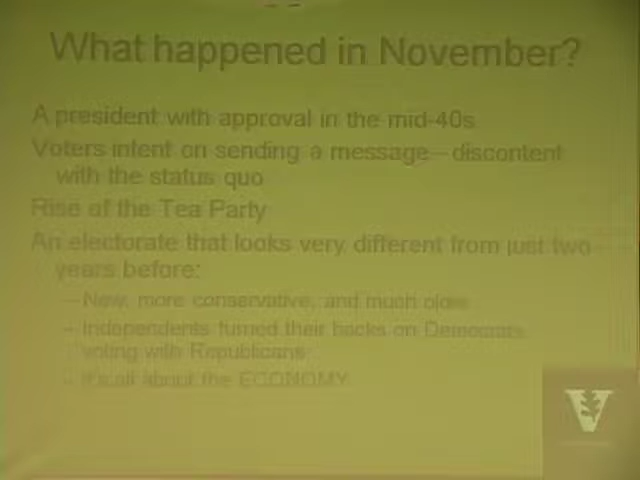 What happened in November?
A president with approval in the mid-40s
Voters intent on sending a message—discontent
with the status quo
Rise of the Tea Party
An electorate that looks very different from just two
years before:
– New, more conservative, and much older
– Independents turned their backs on Democrats
voting with Republicans
– It's all about the ECONOMY
V